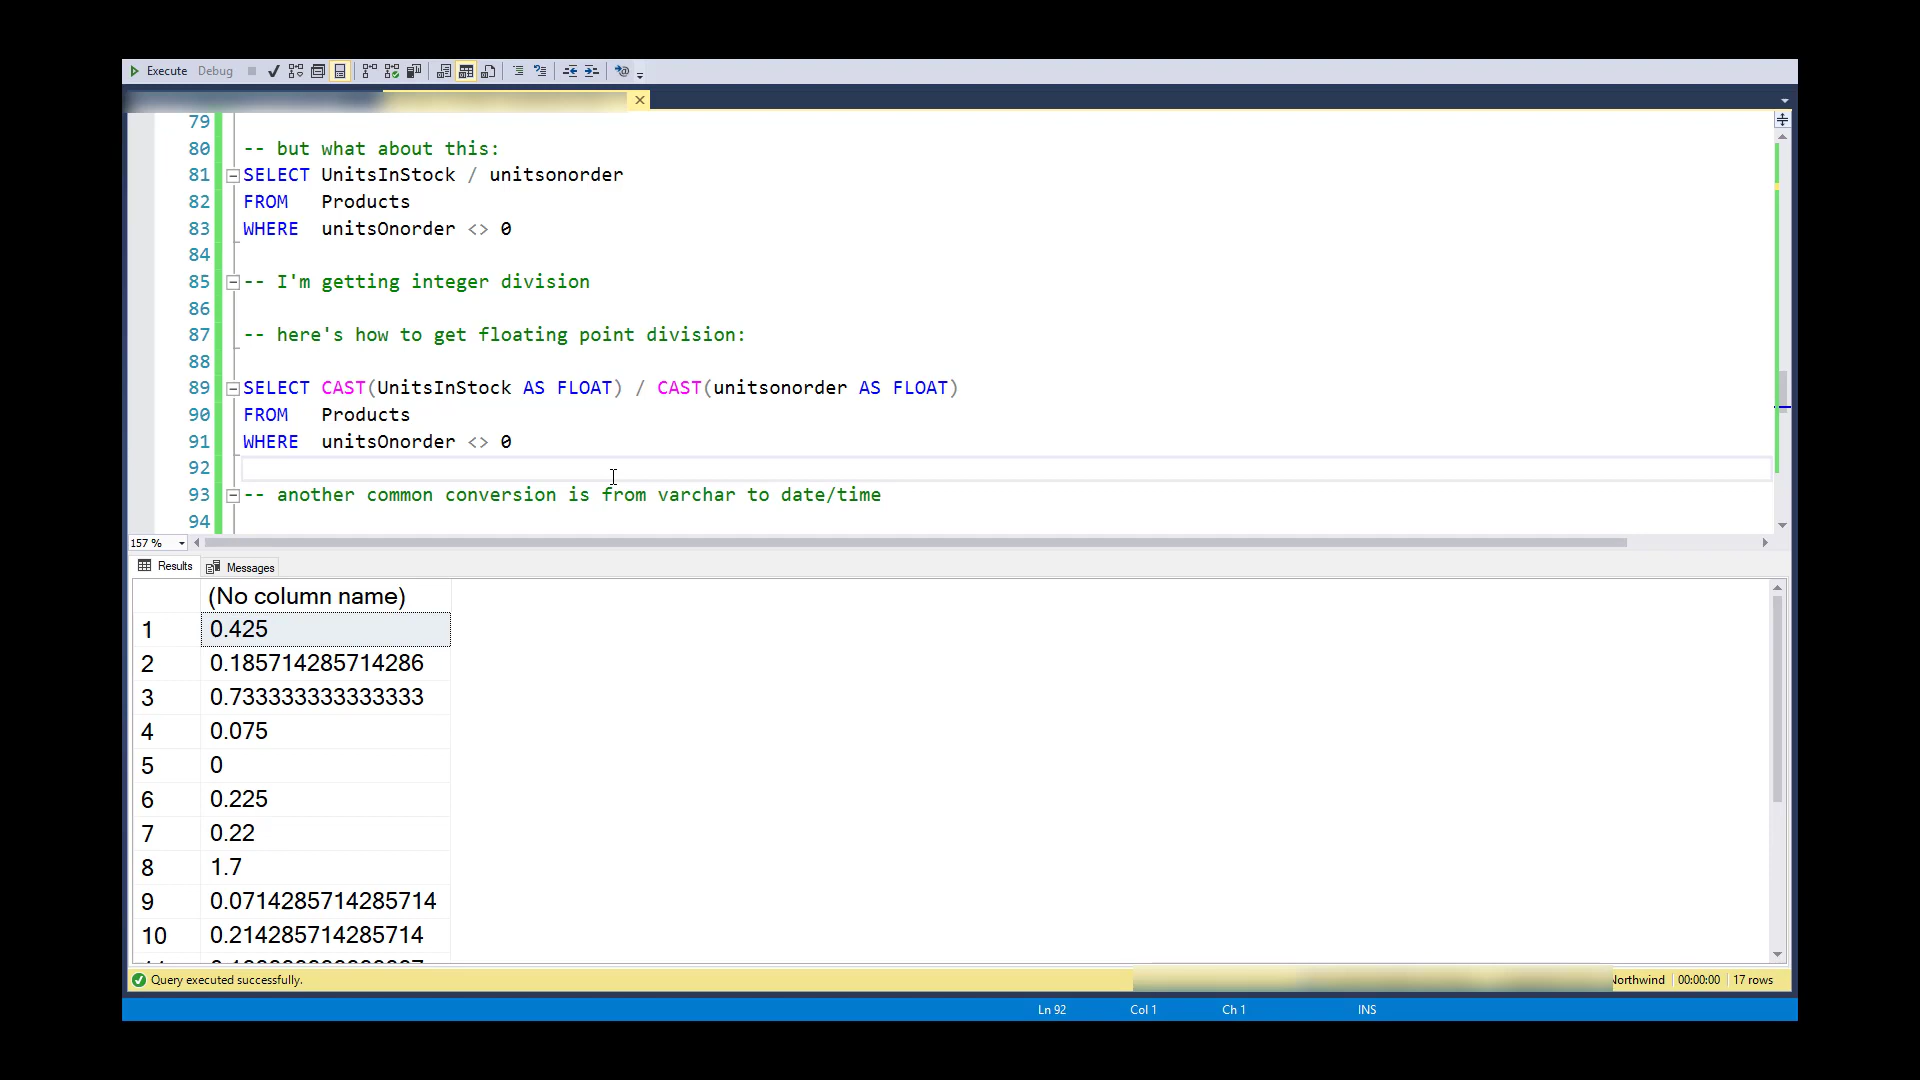 Execute Debug
79
80 -- but what about this:
81 SELECT UnitsInStock / unitsonorder
82 FROM Products
83 WHERE unitsOnorder <> 0
84
85 -- I'm getting integer division
86
87 -- here's how to get floating point division:
88
89 SELECT CAST(UnitsInStock AS FLOAT) / CAST(unitsonorder AS FLOAT)
90 FROM Products
91 WHERE unitsOnorder <> 0
92
93 -- another common conversion is from varchar to date/time
94
157 %
Results Messages
(No column name)
1 0.425
2 0.185714285714286
3 0.733333333333333
4 0.075
5 0
6 0.225
7 0.22
8 1.7
9 0.0714285714285714
10 0.214285714285714
Query executed successfully. Northwind 00:00:00 17 rows
Ln 92 Col 1 Ch 1 INS